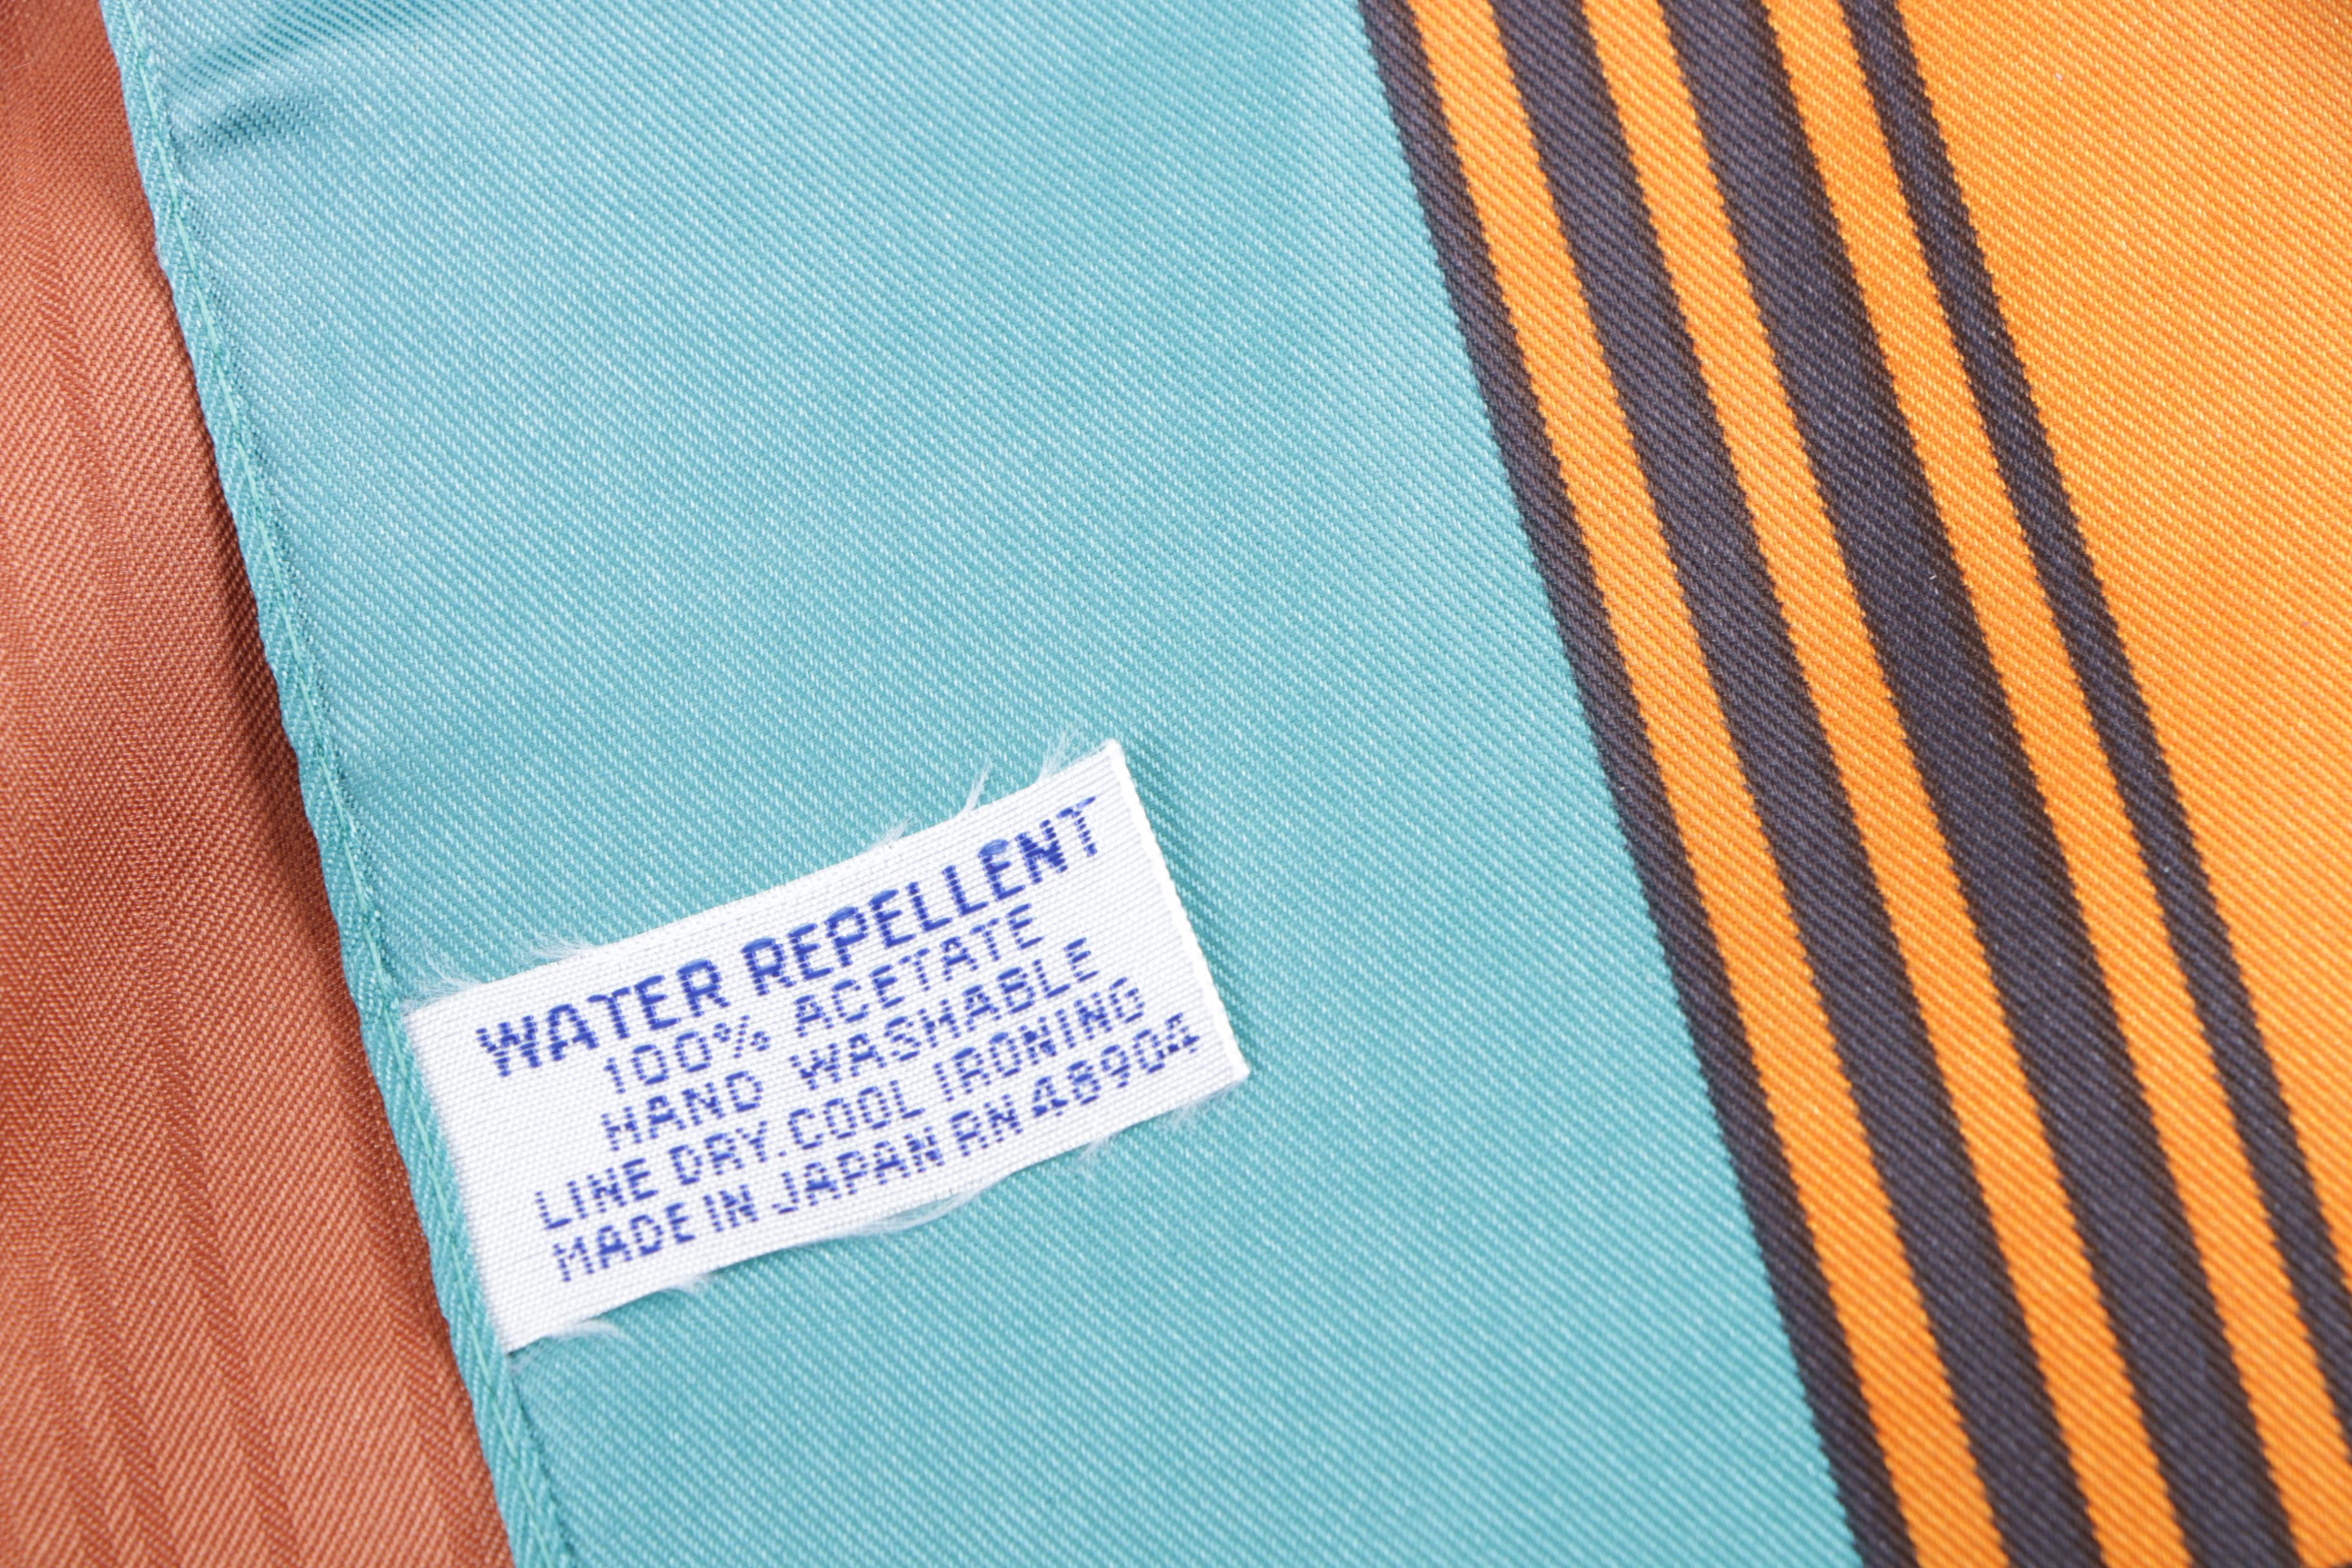 WATER REPELLENT
100% ACETATE
HAND WASHABLE
LINE DRY.COOL IRONING
MADE IN JAPAN RN 48904